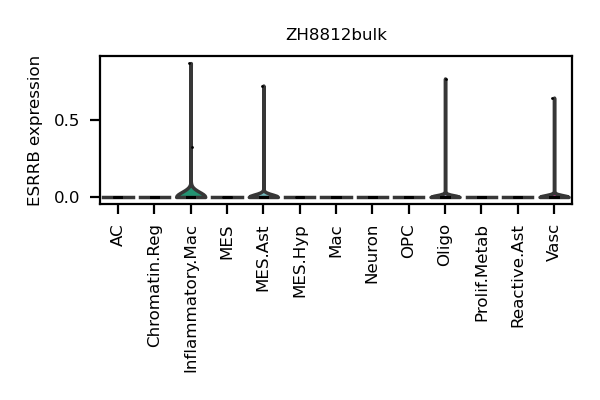 ZH8812bulk
ESRRB expression
0.5
0.0
AC
Chromatin.Reg
Inflammatory.Mac
MES
MES.Ast
MES.Hyp
Mac
Neuron
OPC
Oligo
Prolif.Metab
Reactive.Ast
Vasc